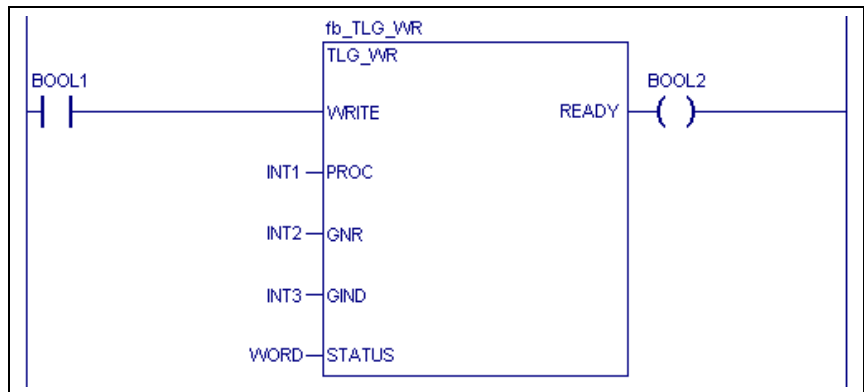 fb_TLG_WR
TLG_WR
BOOL1
BOOL2
WRITE
READY
INT1
PROC
INT2
GNR
INT3
GIND
WORD
STATUS